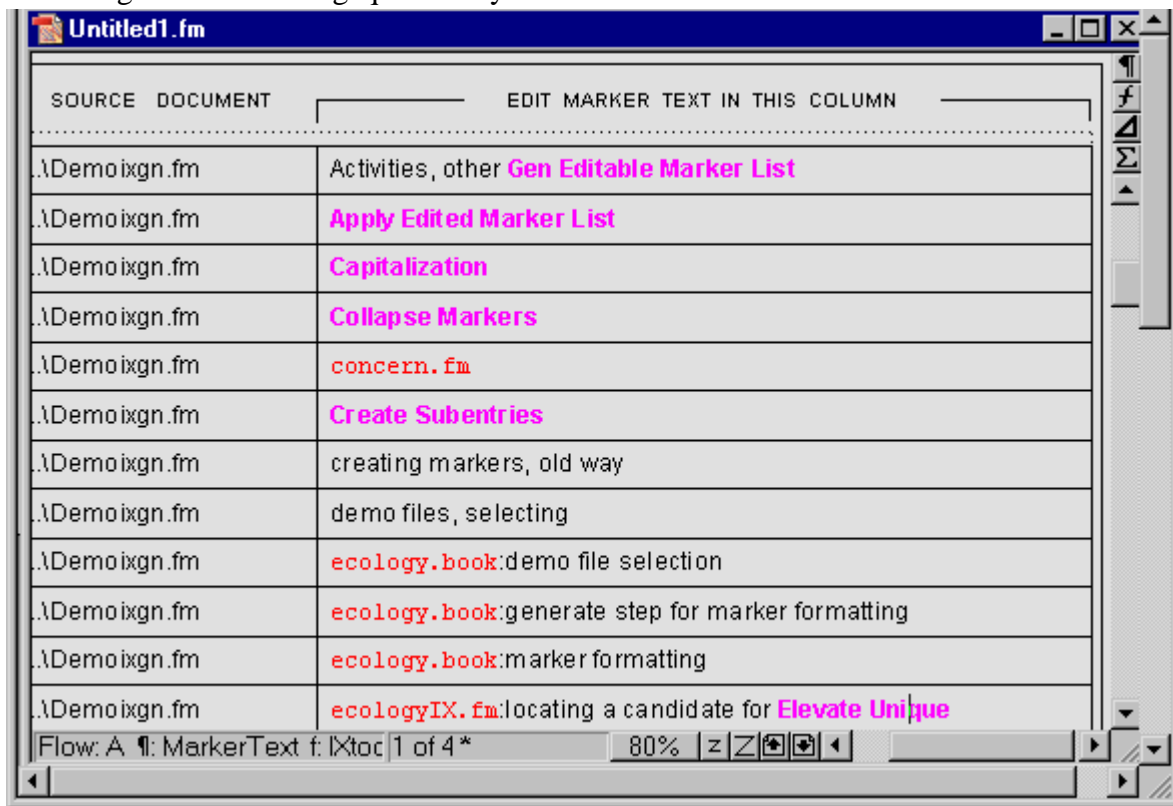 Untitled1.fm
SOURCE DOCUMENT EDIT MARKER TEXT IN THIS COLUMN
.\Demoixgn.fm Activities, other Gen Editable Marker List
.\Demoixgn.fm Apply Edited Marker List
.\Demoixgn.fm Capitalization
.\Demoixgn.fm Collapse Markers
.\Demoixgn.fm concern.fm
.\Demoixgn.fm Create Subentries
.\Demoixgn.fm creating markers, old way
.\Demoixgn.fm demo files, selecting
.\Demoixgn.fm ecology.book:demo file selection
.\Demoixgn.fm ecology.book:generate step for marker formatting
.\Demoixgn.fm ecology.book:marker formatting
.\Demoixgn.fm ecologyIX.fm:locating a candidate for Elevate Unique
Flow: A ¶: MarkerText f: IXtoc 1 of 4* 80% z Z